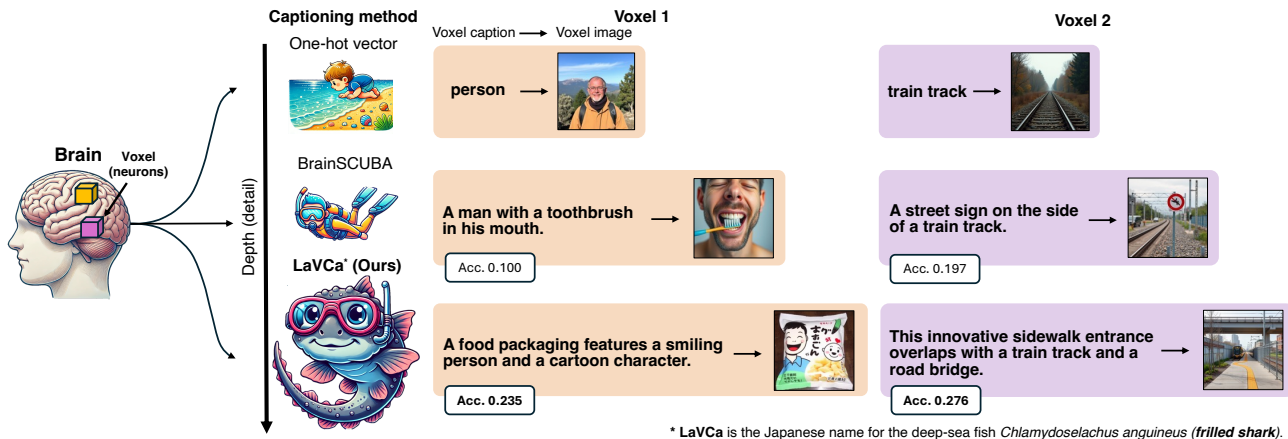 Captioning method
Voxel 1
Voxel 2
One-hot vector
Voxel caption
Voxel image
person
train track
Brain
Voxel
(neurons)
Depth (detail)
BrainSCUBA
A man with a toothbrush
in his mouth.
Acc. 0.100
A street sign on the side
of a train track.
Acc. 0.197
LaVCa* (Ours)
A food packaging features a smiling
person and a cartoon character.
Acc. 0.235
This innovative sidewalk entrance
overlaps with a train track and a
road bridge.
Acc. 0.276
* LaVCa is the Japanese name for the deep-sea fish Chlamydoselachus anguineus (frilled shark).